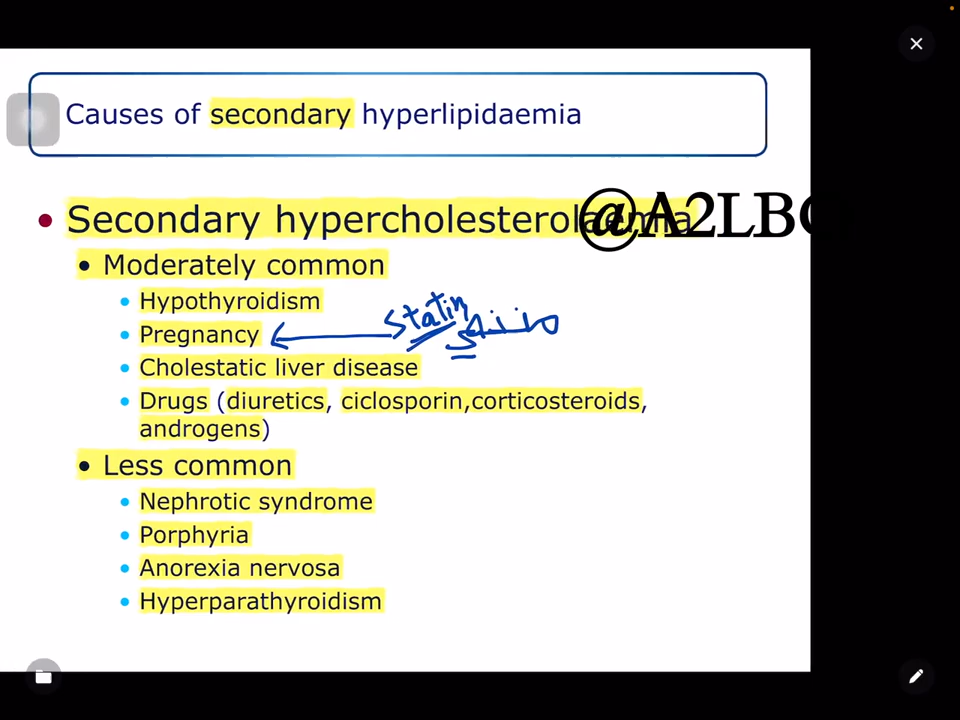 Causes of secondary hyperlipidaemia
• Secondary hypercholesterolaemia
@A2LBC
• Moderately common
• Hypothyroidism
statin
• Pregnancy
• Cholestatic liver disease
• Drugs (diuretics, ciclosporin,corticosteroids,
androgens)
• Less common
• Nephrotic syndrome
• Porphyria
• Anorexia nervosa
• Hyperparathyroidism